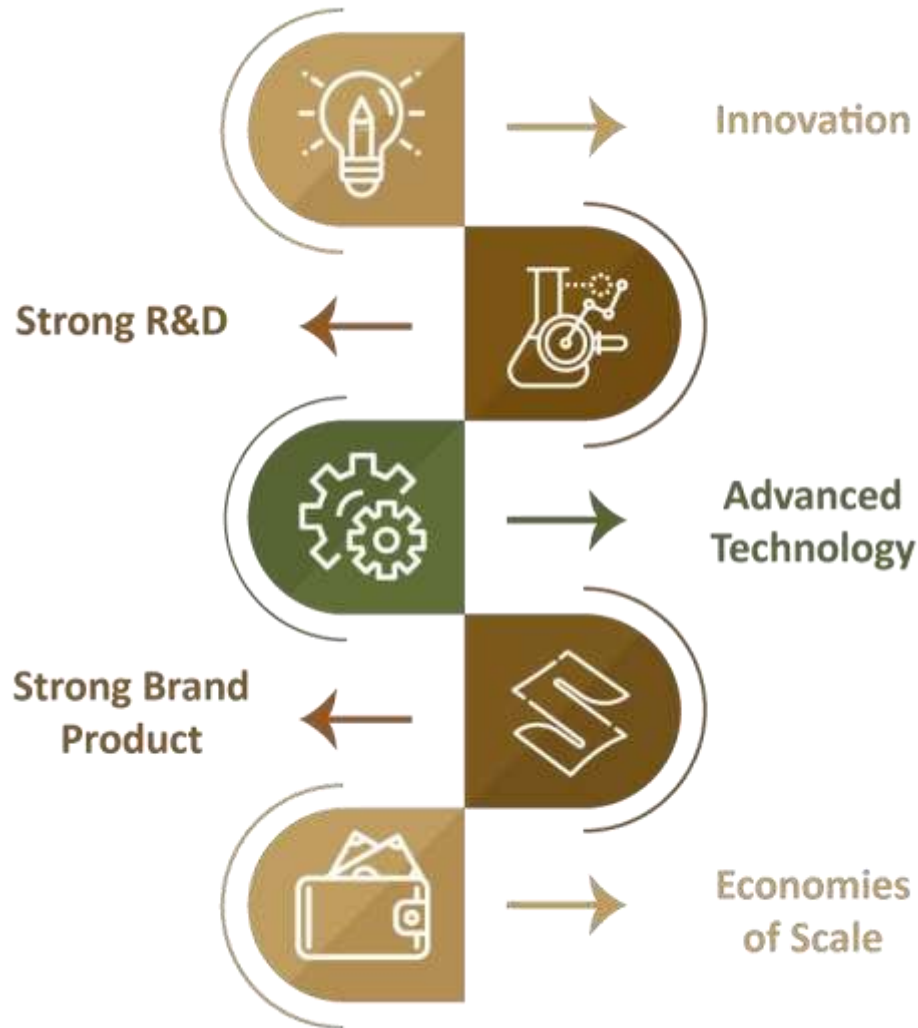 Innovation
Strong R&D
Advanced
Technology
Strong Brand
Product
Economies
of Scale